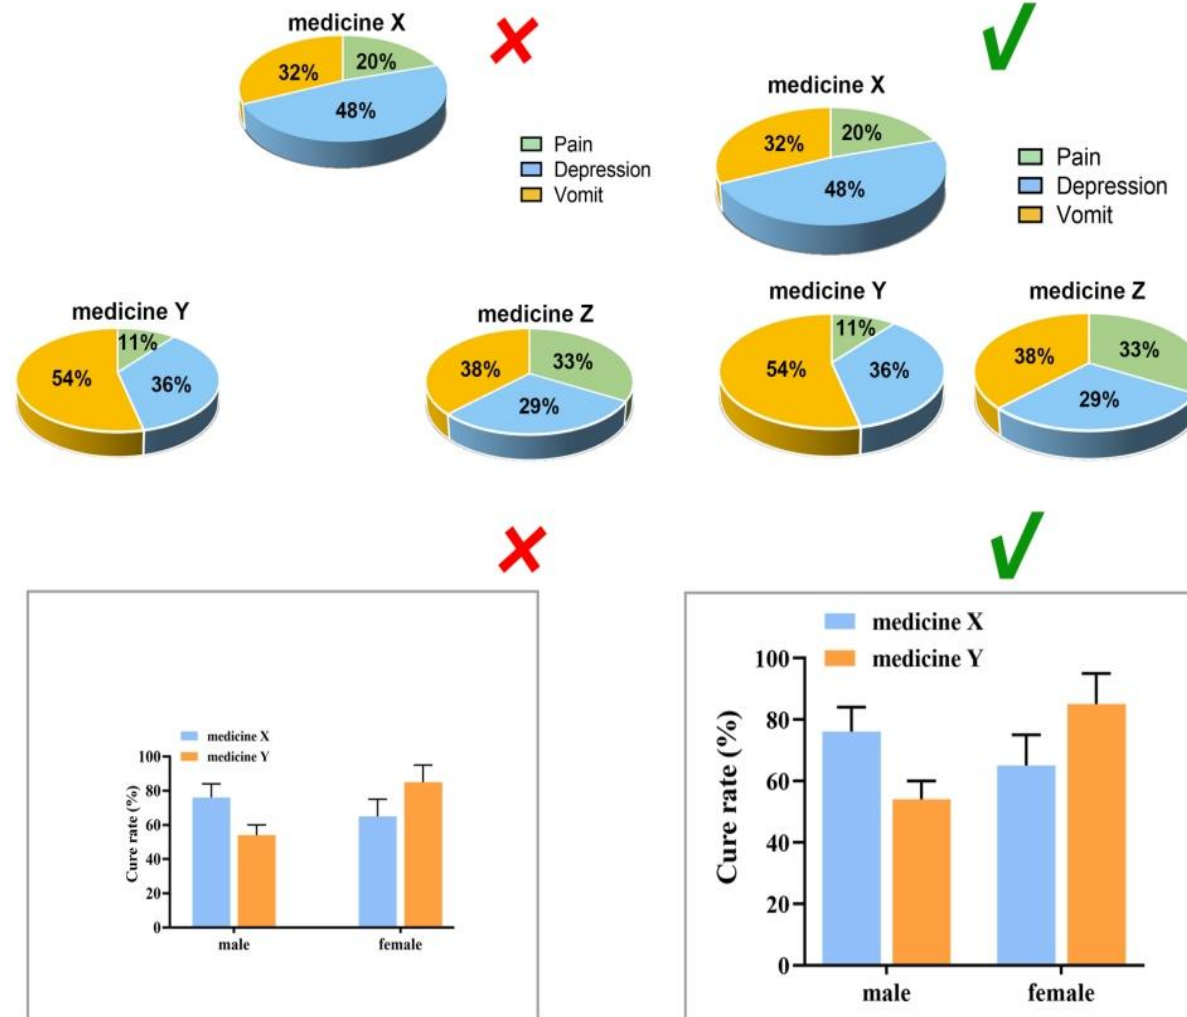 medicine X
32%
20%
48%
Pain
Depression
Vomit
medicine Y
11%
54%
36%
medicine Z
38%
33%
29%
medicine X
32%
20%
48%
Pain
Depression
Vomit
medicine Y
11%
54%
36%
medicine Z
38%
33%
29%
medicine X
medicine Y
Cure rate (%)
100
80
60
40
20
0
male
female
medicine X
medicine Y
Cure rate (%)
100
80
60
40
20
0
male
female